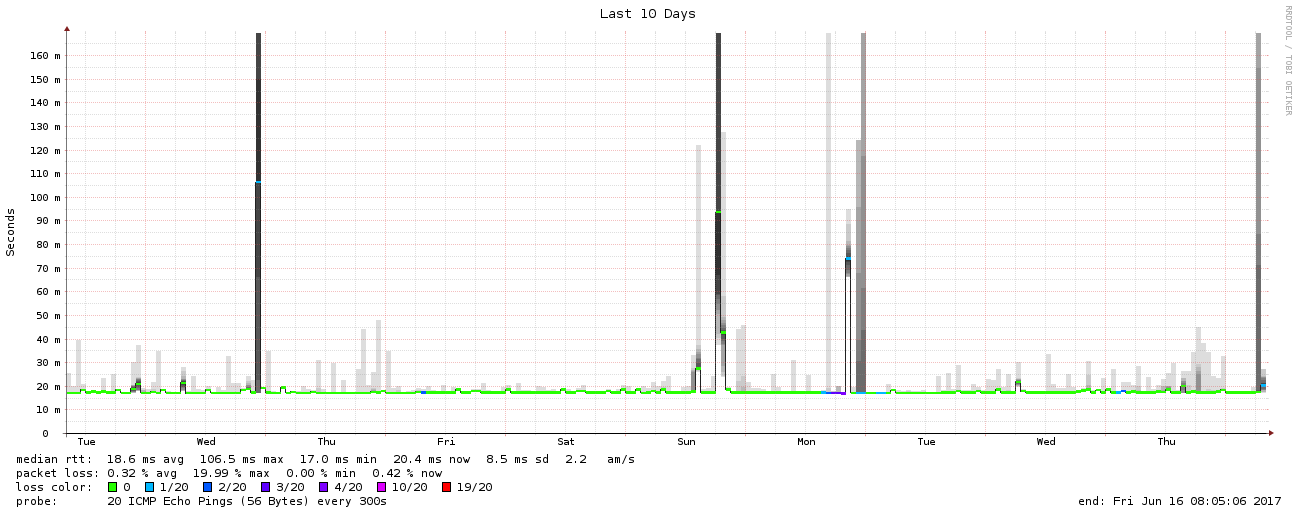 Last 10 Days
RRDTOOL / TOBI OETIKER
Seconds
160 m
150 m
140 m
130 m
120 m
110 m
100 m
90 m
80 m
70 m
60 m
50 m
40 m
30 m
20 m
10 m
0
Tue Wed Thu Fri Sat Sun Mon Tue Wed Thu
median rtt: 18.6 ms avg 106.5 ms max 17.0 ms min 20.4 ms now 8.5 ms sd 2.2 am/s
packet loss: 0.32 % avg 19.99 % max 0.00 % min 0.42 % now
loss color: 0 1/20 2/20 3/20 4/20 10/20 19/20
probe: 20 ICMP Echo Pings (56 Bytes) every 300s end: Fri Jun 16 08:05:06 2017